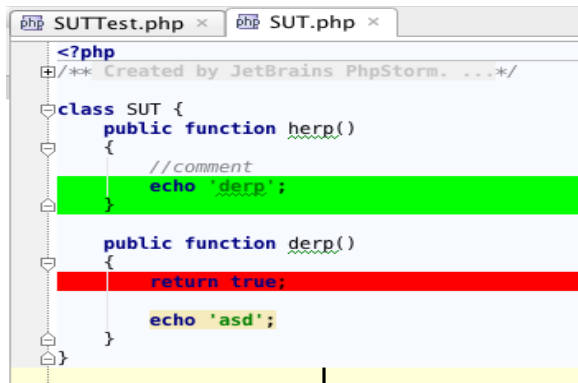 SUTTest.php × SUT.php ×
<?php
/** Created by JetBrains PhpStorm. ...*/
class SUT {
public function herp()
{
//comment
echo 'derp';
}
public function derp()
{
return true;
echo 'asd';
}
}